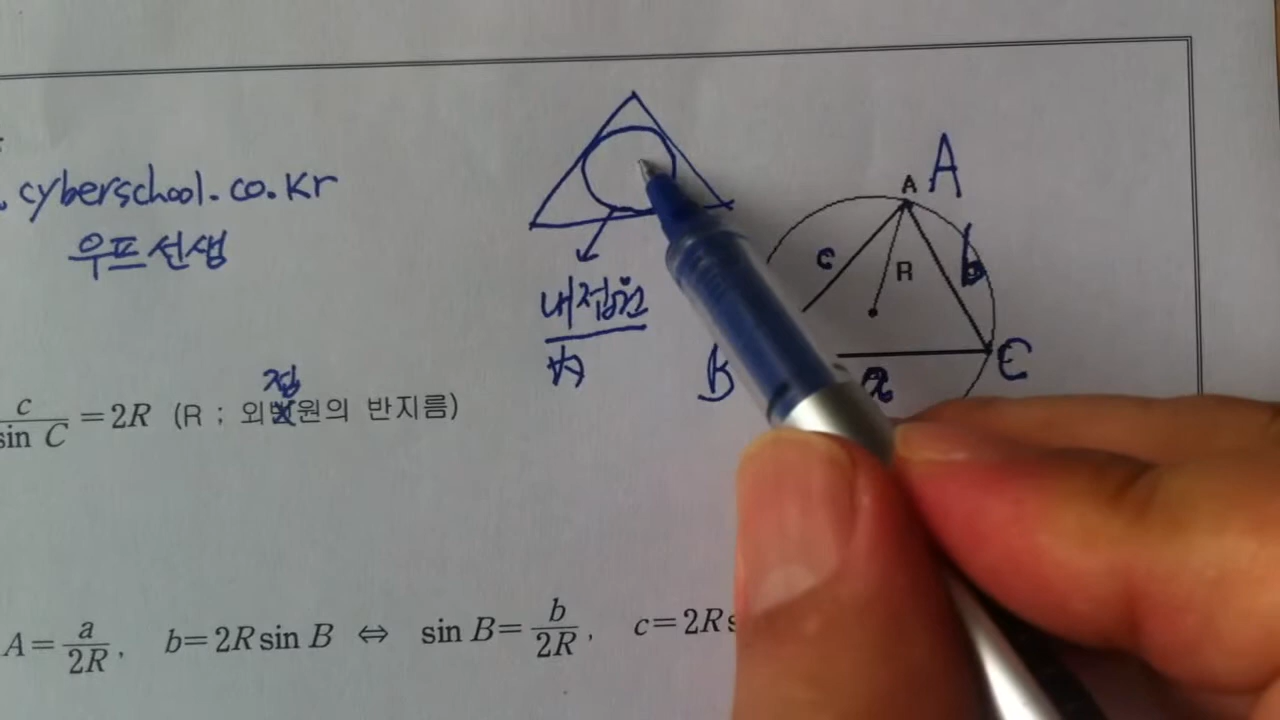 .cyberschool.co.kr
우프선생
내접원
내
A A
c R b
B a C
접
c/sin C = 2R (R ; 외 원의 반지름)
A = a/2R, b = 2R sin B ⇔ sin B = b/2R, c = 2R s